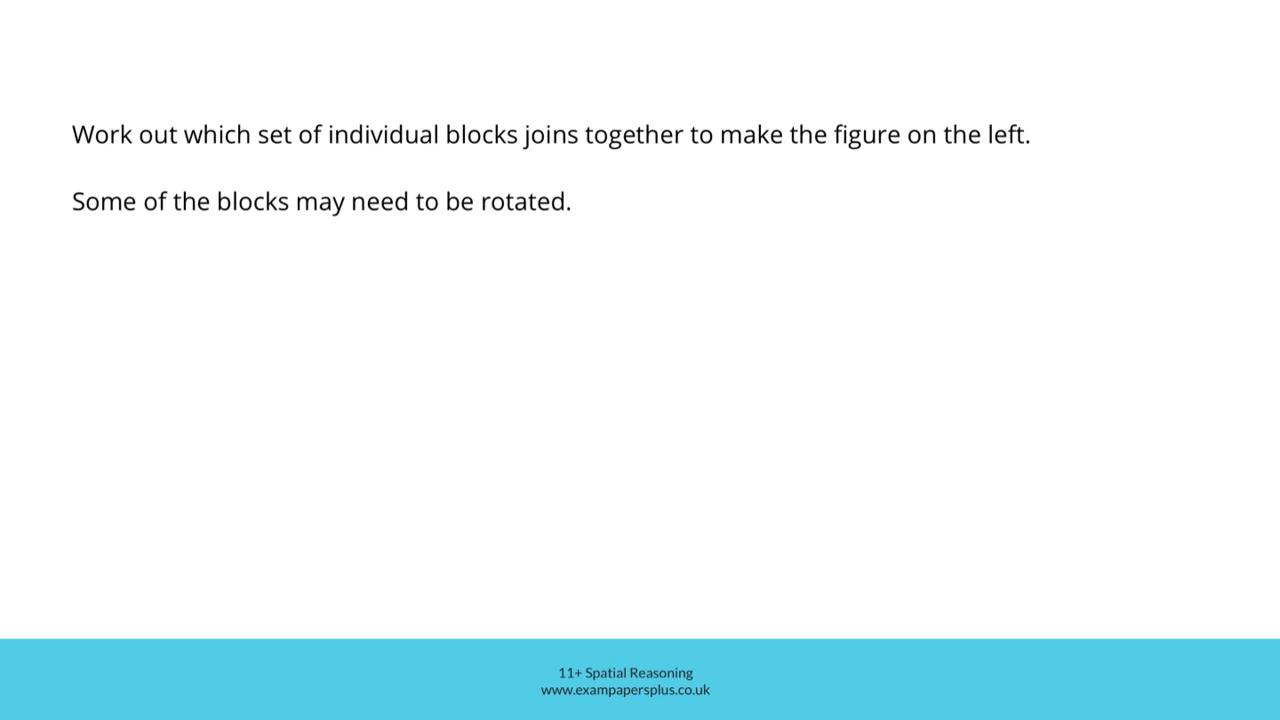 Work out which set of individual blocks joins together to make the figure on the left.
Some of the blocks may need to be rotated.
11+ Spatial Reasoning
www.exampapersplus.co.uk